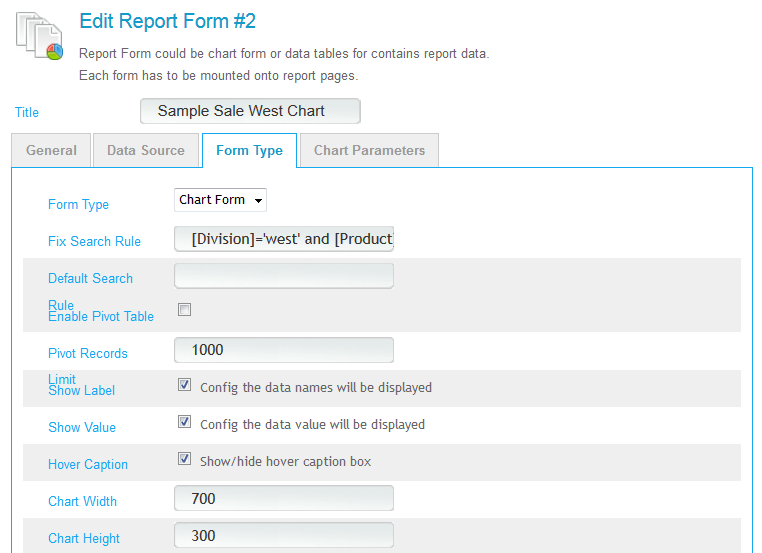 Edit Report Form #2
Report Form could be chart form or data tables for contains report data.
Each form has to be mounted onto report pages.
Title
Sample Sale West Chart
General
Data Source
Form Type
Chart Parameters
Form Type
Chart Form
Fix Search Rule
[Division]='west' and [Product
Default Search
Rule
Enable Pivot Table
Pivot Records
1000
Limit
Show Label
Config the data names will be displayed
Show Value
Config the data value will be displayed
Hover Caption
Show/hide hover caption box
Chart Width
700
Chart Height
300